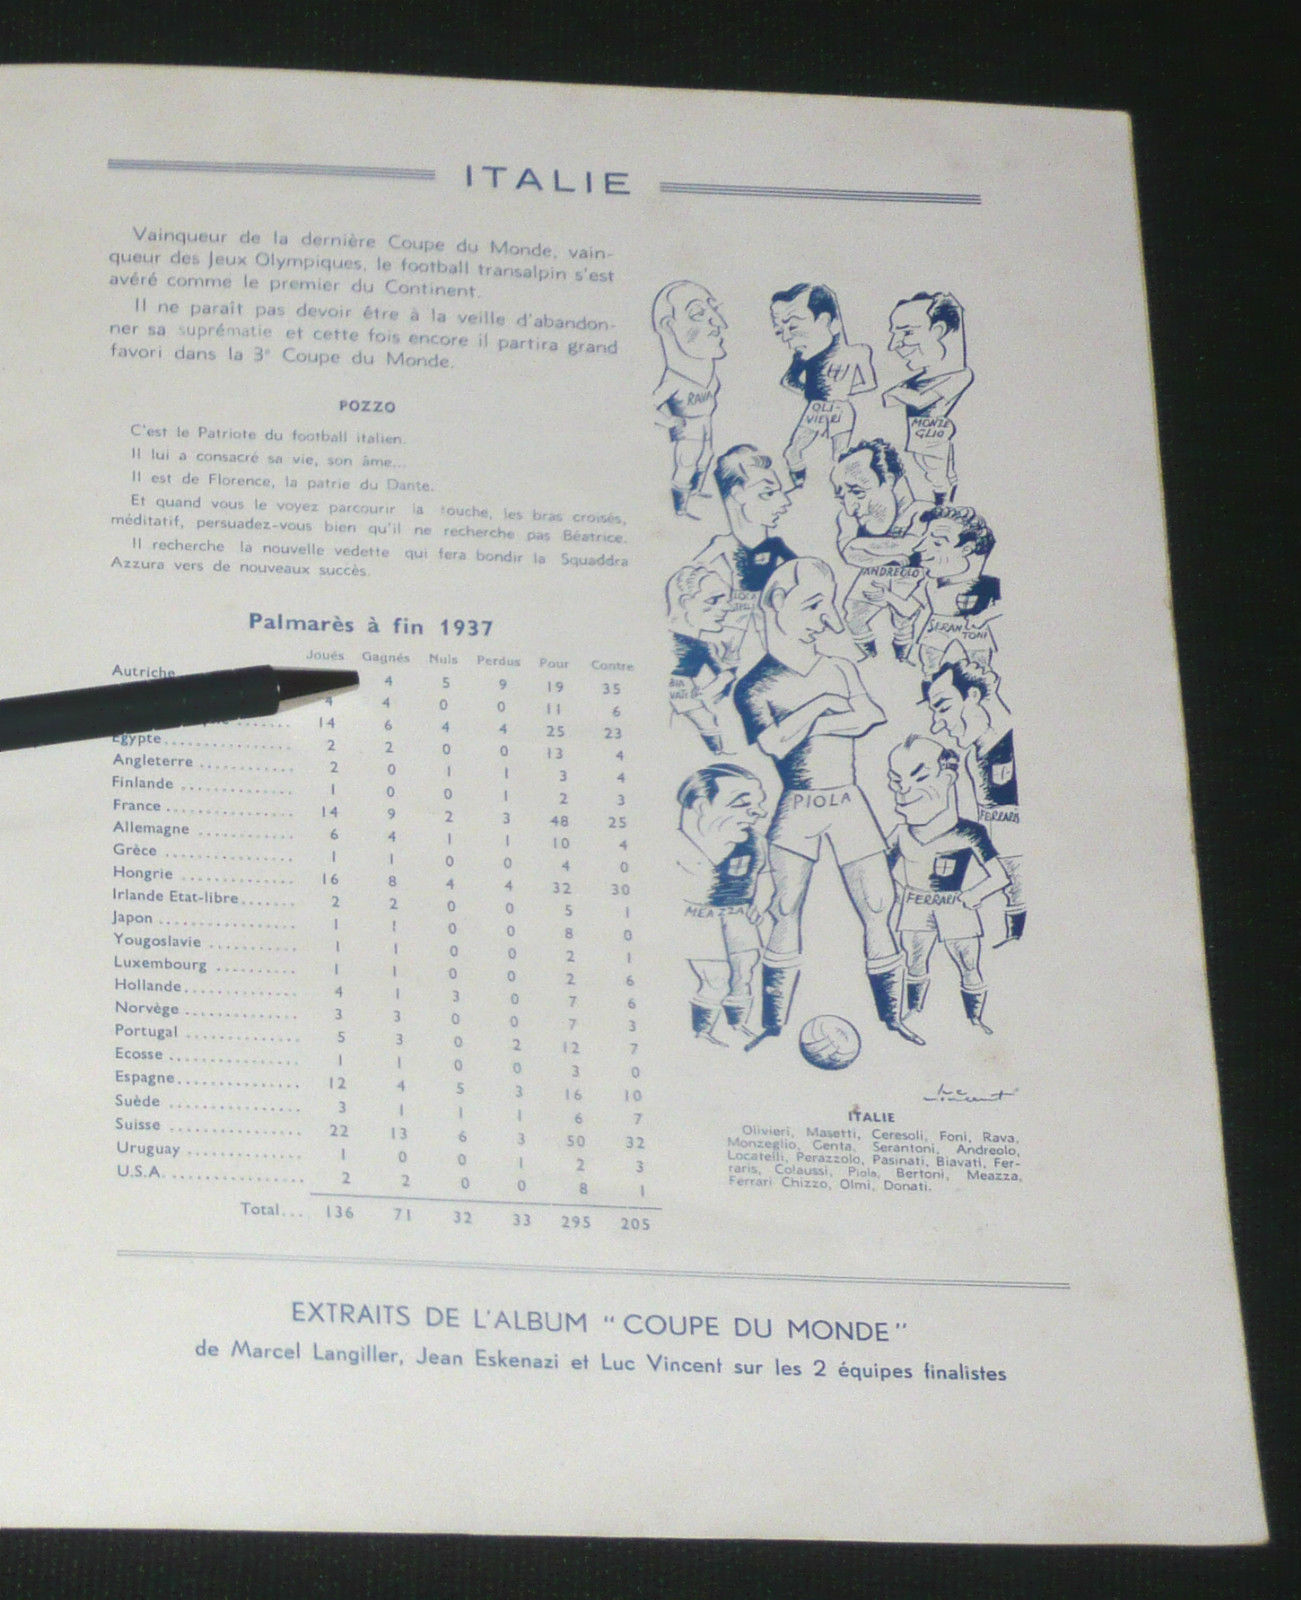 ITALIE
Vainqueur de la dernière Coupe du Monde, vain-
queur des Jeux Olympiques, le football transalpin s'est
avéré comme le premier du Continent.
Il ne paraît pas devoir être à la veille d'abandon-
ner sa suprématie et cette fois encore il partira grand
favori dans la 3e Coupe du Monde.
POZZO
C'est le Patriote du football italien.
Il lui a consacré sa vie, son âme...
Il est de Florence, la patrie du Dante.
Et quand vous le voyez parcourir la touche, les bras croisés,
méditatif, persuadez-vous bien qu'il ne recherche pas Béatrice.
Il recherche la nouvelle vedette qui fera bondir la Squaddra
Azzura vers de nouveaux succès.
Palmarès à fin 1937
Joués Gagnés Nuls Perdus Pour Contre
Autriche 4 5 9 19 35
4 4 0 0 11 6
14 6 4 4 25 23
Egypte 2 2 0 0 13 4
Angleterre 2 0 1 1 3 4
Finlande 1 0 0 1 2 3
France 14 9 2 3 48 25
Allemagne 6 4 1 1 10 4
Grèce 1 1 0 0 4 0
Hongrie 16 8 4 4 32 30
Irlande Etat-libre 2 2 0 0 5 1
Japon 1 1 0 0 8 0
Yougoslavie 1 1 0 0 2 1
Luxembourg 1 1 0 0 2 6
Hollande 4 1 3 0 7 6
Norvège 3 3 0 0 7 3
Portugal 5 3 0 2 12 7
Ecosse 1 1 0 0 3 0
Espagne 12 4 5 3 16 10
Suède 3 1 1 1 6 7
Suisse 22 13 6 3 50 32
Uruguay 1 0 0 1 2 3
U.S.A. 2 2 0 0 8 1
Total... 136 71 32 33 295 205
RAVA
OLI-
VIERI
MONZE
GLIO
ANDREOLO
SERAN
TONI
BIA
VATI
PIOLA
FERRARIS
MEAZZA
FERRARI
ITALIE
Olivieri, Masetti, Ceresoli, Foni, Rava,
Monzeglio, Genta, Serantoni, Andreolo,
Locatelli, Perazzolo, Pasinati, Biavati, Fer-
raris, Colaussi, Piola, Bertoni, Meazza,
Ferrari Chizzo, Olmi, Donati.
EXTRAITS DE L'ALBUM "COUPE DU MONDE"
de Marcel Langiller, Jean Eskenazi et Luc Vincent sur les 2 équipes finalistes